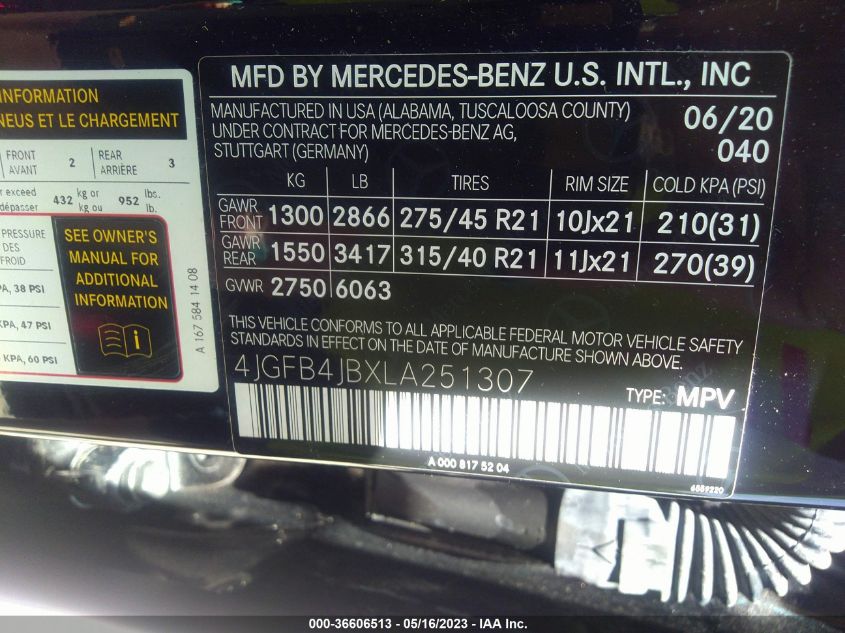 INFORMATION
NEUS ET LE CHARGEMENT
FRONT 2 REAR 3
AVANT ARRIÈRE
exceed 432 kg or 952 lbs.
dépasser kg ou lb.
PRESSURE
DES
FROID
38 PSI
47 PSI
KPA, 60 PSI
SEE OWNER'S
MANUAL FOR
ADDITIONAL
INFORMATION
A 167 584 14 08
MFD BY MERCEDES-BENZ U.S. INTL., INC
MANUFACTURED IN USA (ALABAMA, TUSCALOOSA COUNTY) 06/20
UNDER CONTRACT FOR MERCEDES-BENZ AG,
STUTTGART (GERMANY) 040
KG LB TIRES RIM SIZE COLD KPA (PSI)
GAWR FRONT 1300 2866 275/45 R21 10Jx21 210(31)
GAWR REAR 1550 3417 315/40 R21 11Jx21 270(39)
GVWR 2750 6063
THIS VEHICLE CONFORMS TO ALL APPLICABLE FEDERAL MOTOR VEHICLE SAFETY
STANDARDS IN EFFECT ON THE DATE OF MANUFACTURE SHOWN ABOVE.
4JGFB4JBXLA251307
TYPE: MPV
A 000 817 52 04
6559220
000-36606513 - 05/16/2023 - IAA Inc.